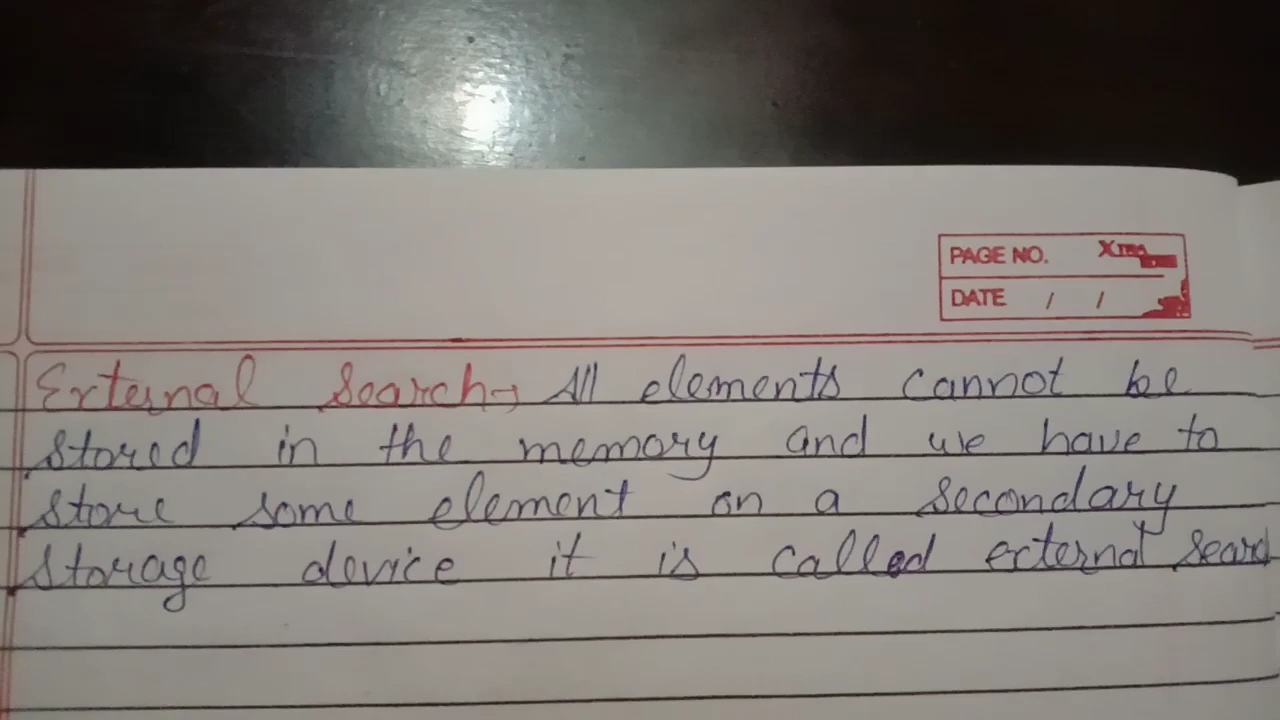 PAGE NO.
DATE / /
External Search→ All elements cannot be
stored in the memory and we have to
store some element on a secondary
storage device it is called external searc